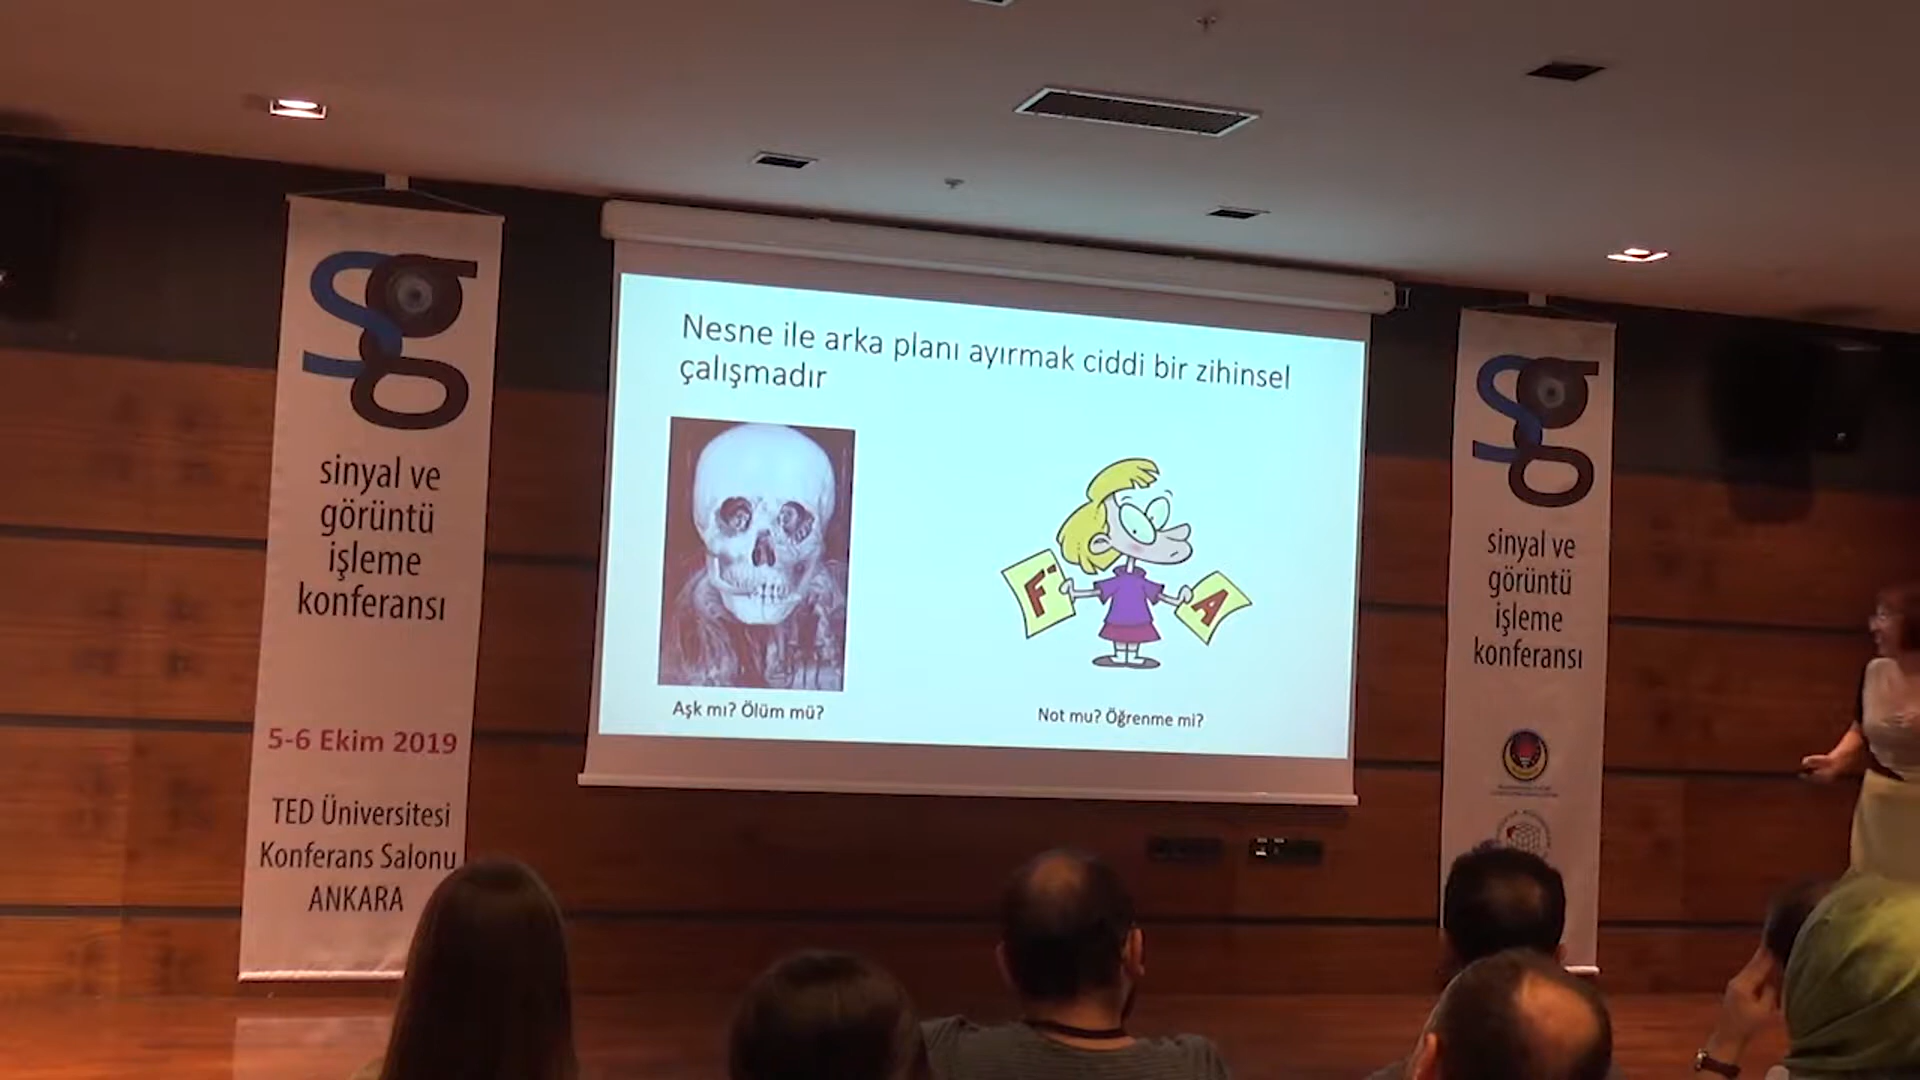 sinyal ve
görüntü
işleme
konferansı
5-6 Ekim 2019
TED Üniversitesi
Konferans Salonu
ANKARA
Nesne ile arka planı ayırmak ciddi bir zihinsel
çalışmadır
F
A
Aşk mı? Ölüm mü?
Not mu? Öğrenme mi?
sinyal ve
görüntü
işleme
konferansı